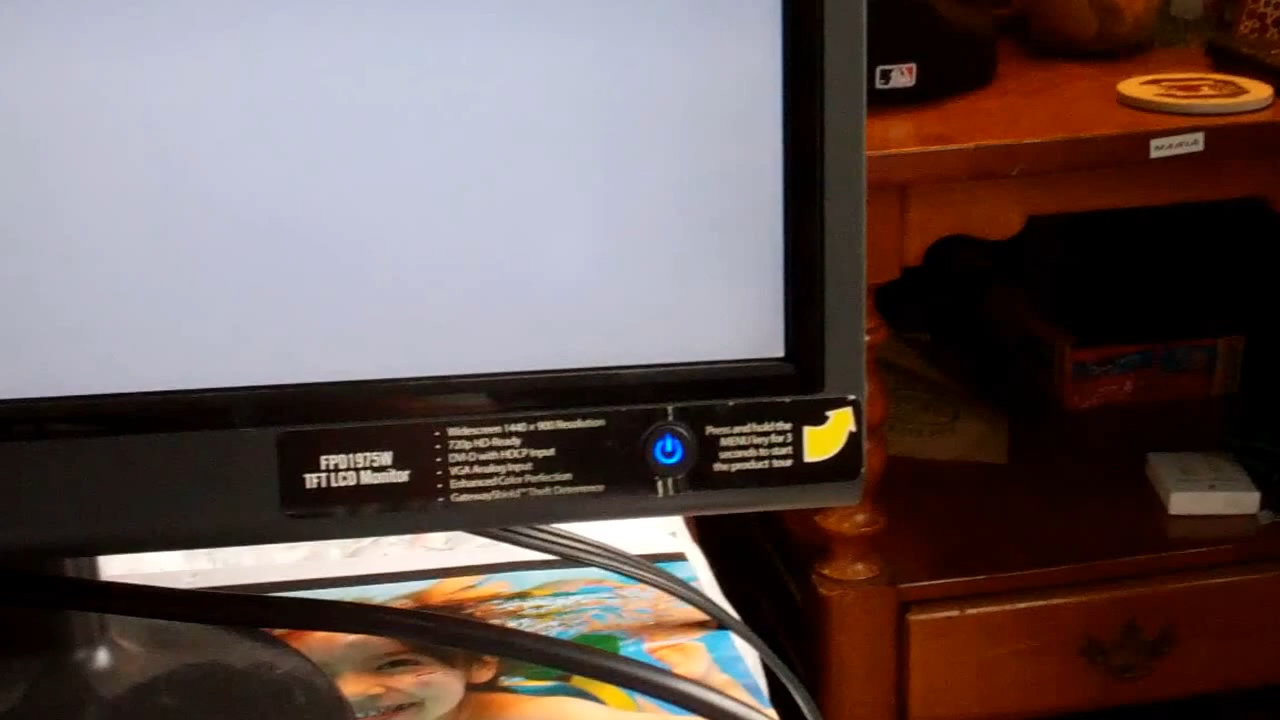 MARIA
FPD1975W
TFT LCD Monitor
- Widescreen 1440 x 900 Resolution
- 720p HD-Ready
- DVI-D with HDCP Input
- VGA Analog Input
- Enhanced Color Perfection
- GatewayShield™ Theft Deterrence
Press and hold the
MENU key for 3
seconds to start
the product tour